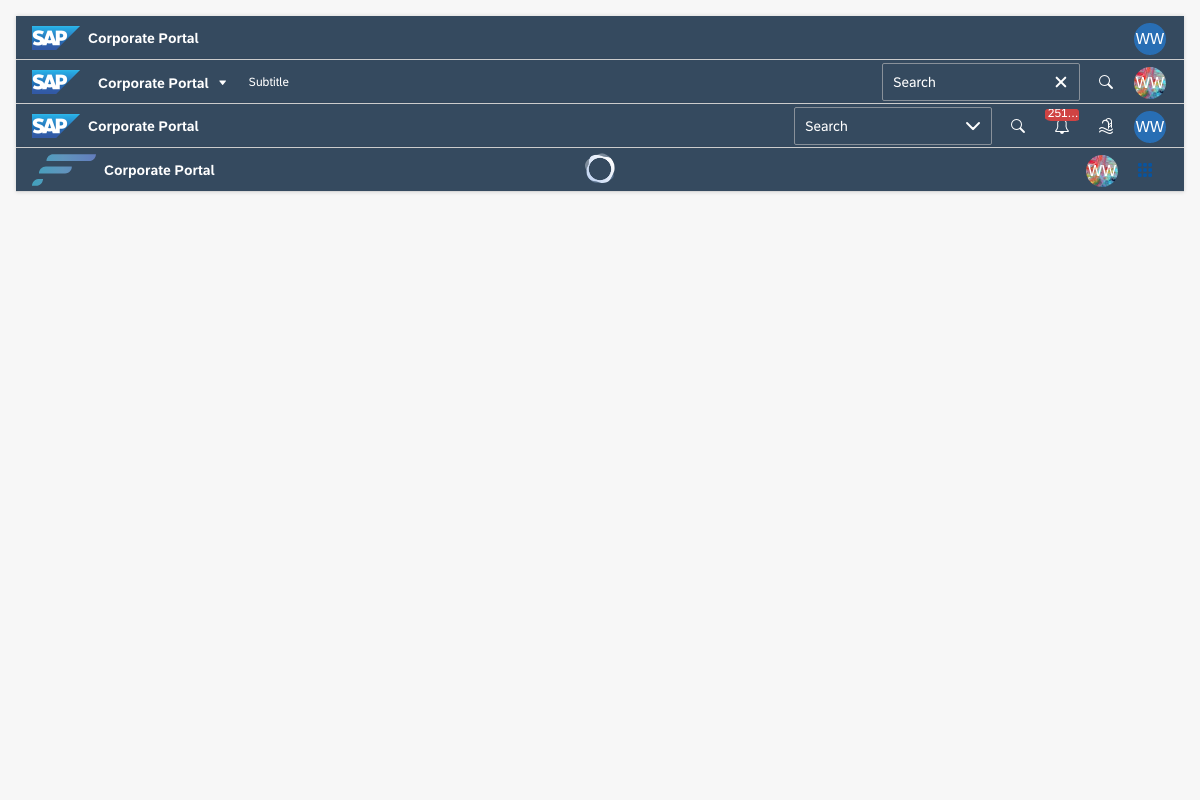 SAP Corporate Portal WW
SAP Corporate Portal Subtitle Search WW
SAP Corporate Portal Search 251... WW
Corporate Portal WW